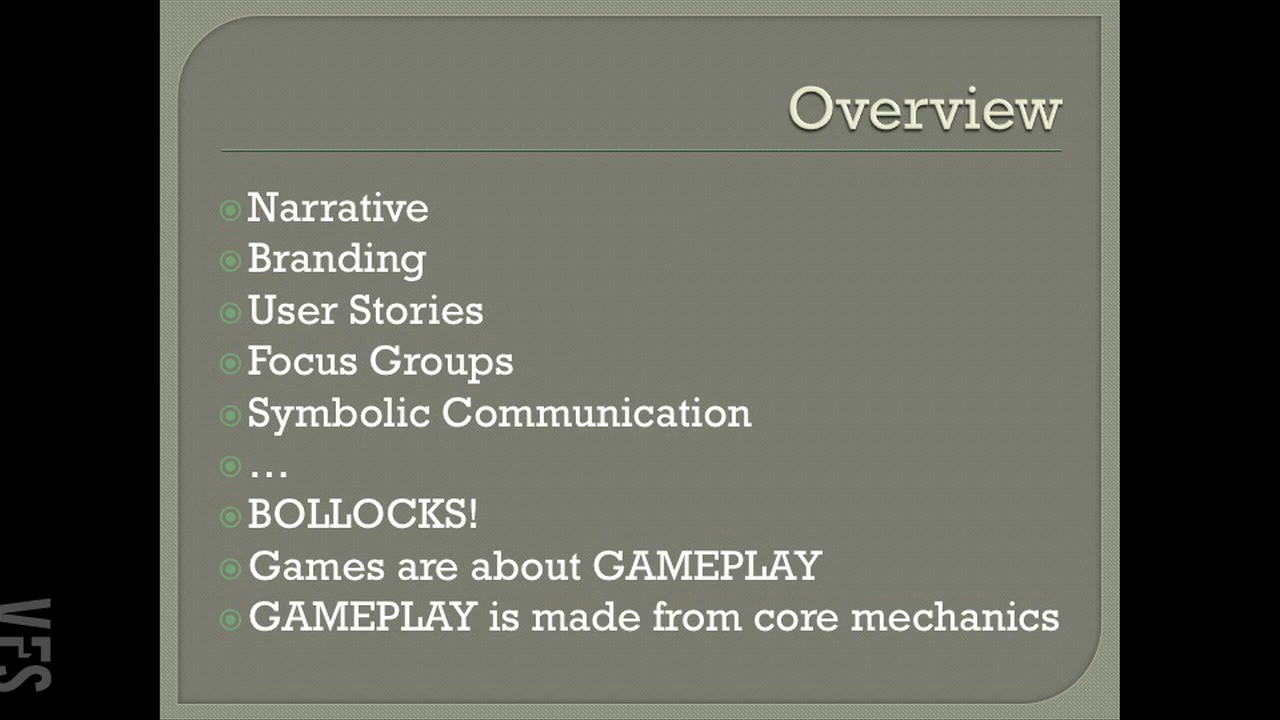 Overview
Narrative
Branding
User Stories
Focus Groups
Symbolic Communication
...
BOLLOCKS!
Games are about GAMEPLAY
GAMEPLAY is made from core mechanics
VFS